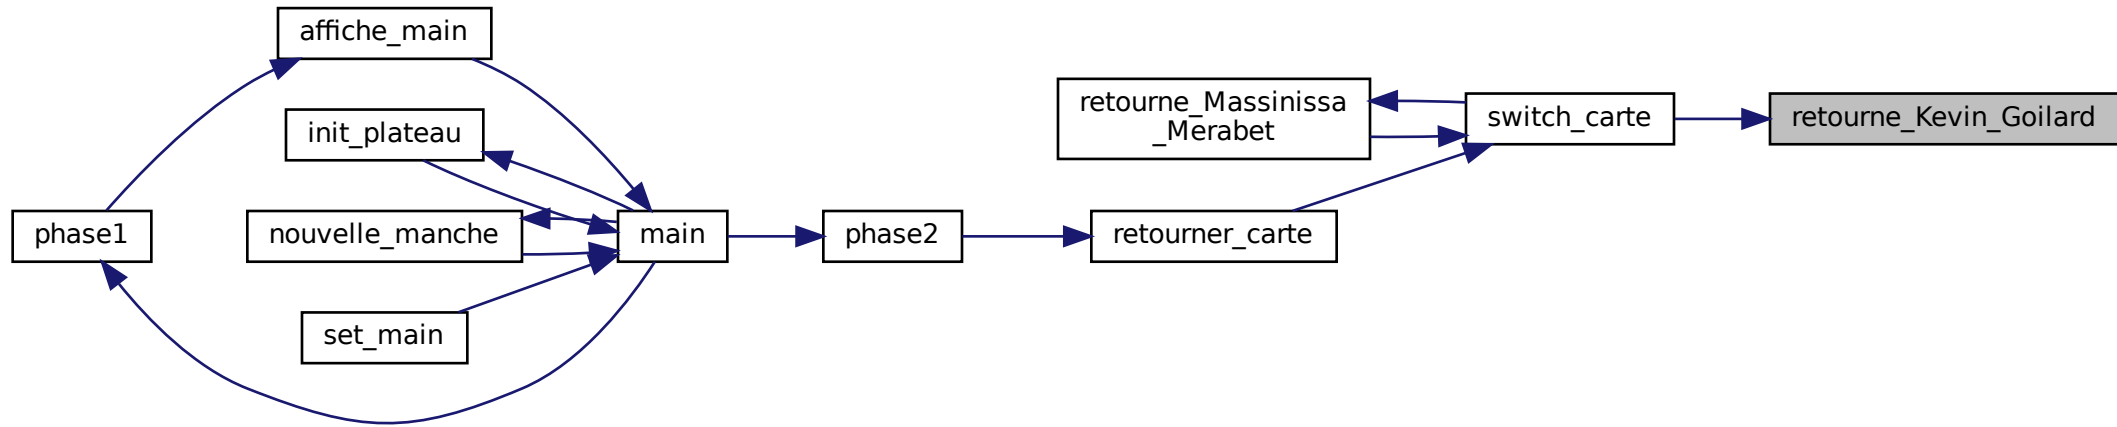 affiche_main
init_plateau
phase1
nouvelle_manche
set_main
main
phase2
retourne_Massinissa
_Merabet
retourner_carte
switch_carte
retourne_Kevin_Goilard